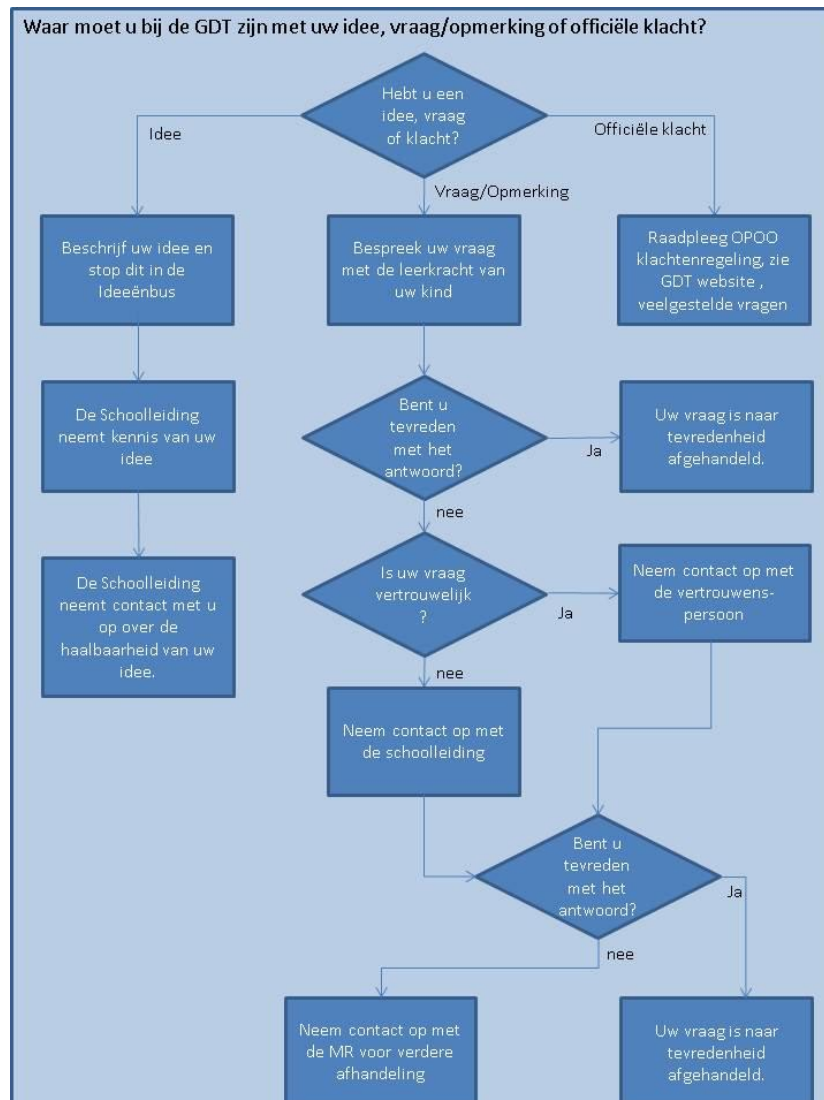 Waar moet u bij de GDT zijn met uw idee, vraag/opmerking of officiële klacht?
Hebt u een
idee, vraag
of klacht?
Idee
Officiële klacht
Vraag/Opmerking
Beschrijf uw idee en
stop dit in de
Ideeënbus
Bespreek uw vraag
met de leerkracht van
uw kind
Raadpleeg OPOO
klachtenregeling, zie
GDT website ,
veelgestelde vragen
De Schoolleiding
neemt kennis van uw
idee
Bent u
tevreden
met het
antwoord?
Ja
Uw vraag is naar
tevredenheid
afgehandeld.
nee
De Schoolleiding
neemt contact met u
op over de
haalbaarheid van uw
idee.
Is uw vraag
vertrouwelijk
?
Ja
Neem contact op met
de vertrouwens-
persoon
nee
Neem contact op met
de schoolleiding
Bent u
tevreden
met het
antwoord?
Ja
nee
Neem contact op met
de MR voor verdere
afhandeling
Uw vraag is naar
tevredenheid
afgehandeld.